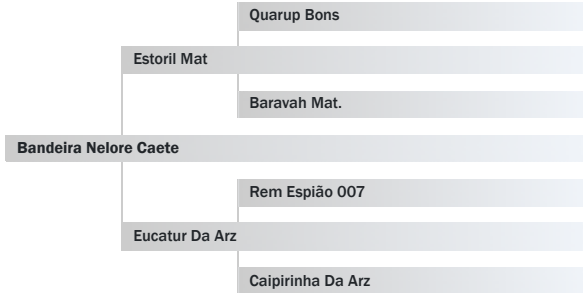 Quarup Bons
Estoril Mat
Baravah Mat.
Bandeira Nelore Caete
Rem Espião 007
Eucatur Da Arz
Caipirinha Da Arz